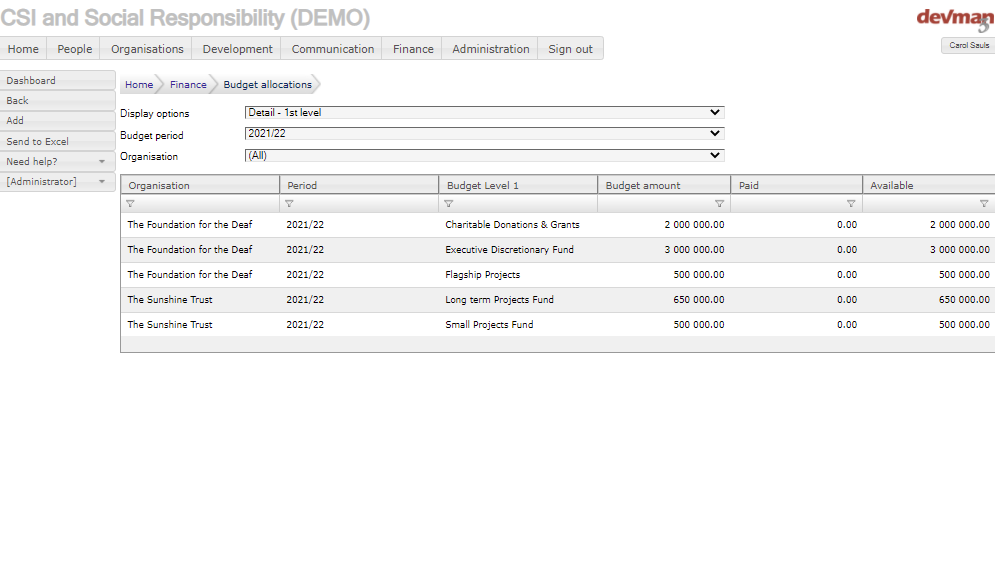 CSI and Social Responsibility (DEMO)
devman
5
Home People Organisations Development Communication Finance Administration Sign out
Carol Sauls
Dashboard
Back
Add
Send to Excel
Need help?
[Administrator]
Home Finance Budget allocations
Display options Detail - 1st level
Budget period 2021/22
Organisation (All)
Organisation Period Budget Level 1 Budget amount Paid Available
The Foundation for the Deaf 2021/22 Charitable Donations & Grants 2 000 000.00 0.00 2 000 000.00
The Foundation for the Deaf 2021/22 Executive Discretionary Fund 3 000 000.00 0.00 3 000 000.00
The Foundation for the Deaf 2021/22 Flagship Projects 500 000.00 0.00 500 000.00
The Sunshine Trust 2021/22 Long term Projects Fund 650 000.00 0.00 650 000.00
The Sunshine Trust 2021/22 Small Projects Fund 500 000.00 0.00 500 000.00